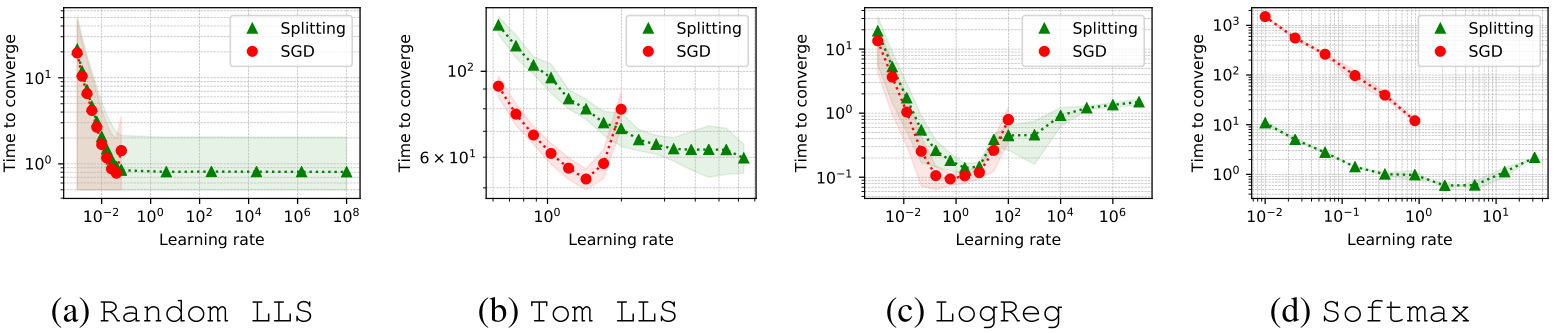 Time to converge
10^1
10^0
10^-2 10^0 10^2 10^4 10^6 10^8
Learning rate
Splitting
SGD
(a) Random LLS
Time to converge
10^2
6 × 10^1
10^0
Learning rate
Splitting
SGD
(b) Tom LLS
Time to converge
10^1
10^0
10^-1
10^-2 10^0 10^2 10^4 10^6
Learning rate
Splitting
SGD
(c) LogReg
Time to converge
10^3
10^2
10^1
10^0
10^-2 10^-1 10^0 10^1
Learning rate
Splitting
SGD
(d) Softmax